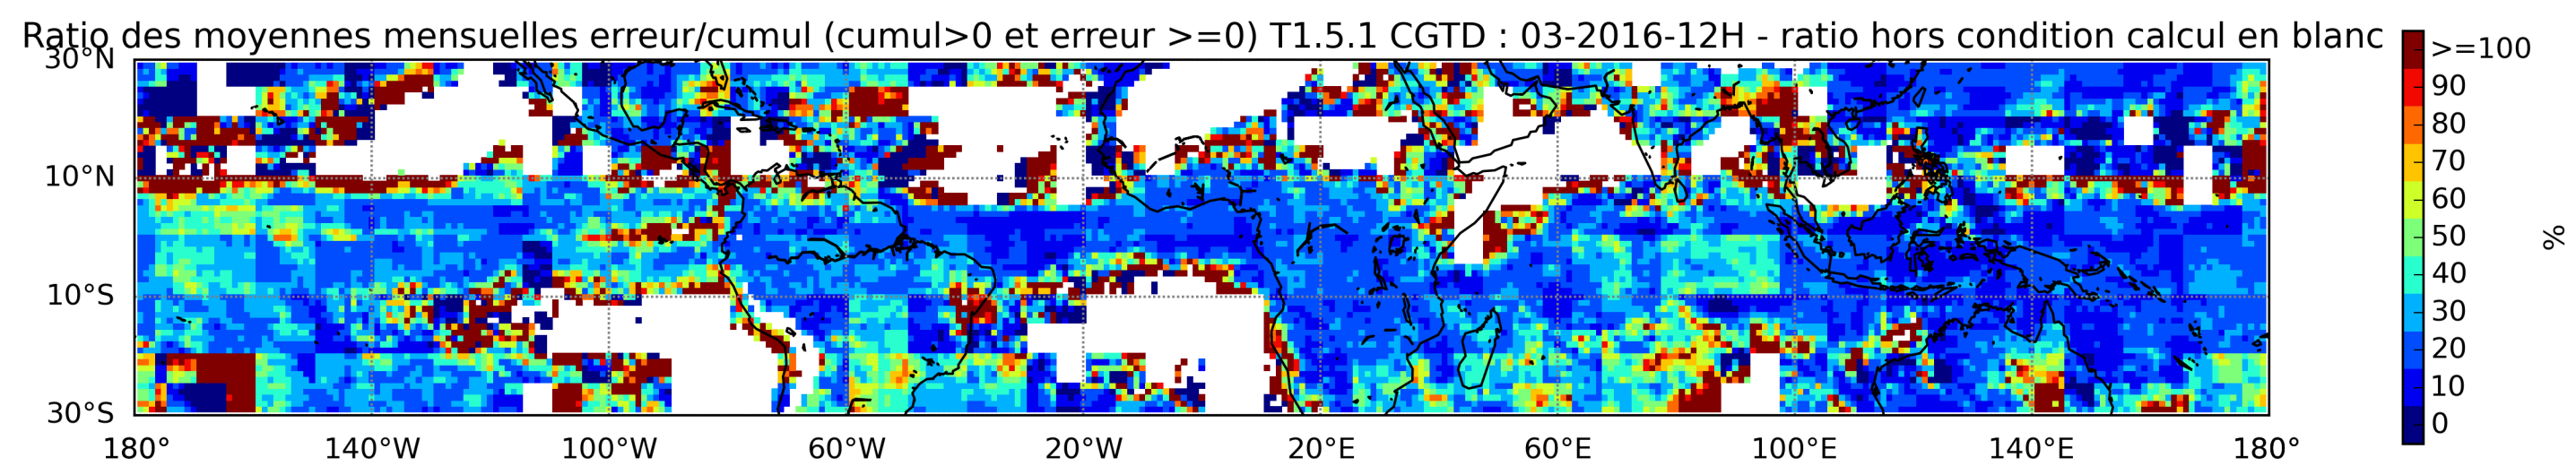 Ratio des moyennes mensuelles erreur/cumul (cumul>0 et erreur >=0) T1.5.1 CGTD : 03-2016-12H - ratio hors condition calcul en blanc
30°N
10°N
10°S
30°S
180° 140°W 100°W 60°W 20°W 20°E 60°E 100°E 140°E 180°
>=100
90
80
70
60
50
40
30
20
10
0
%